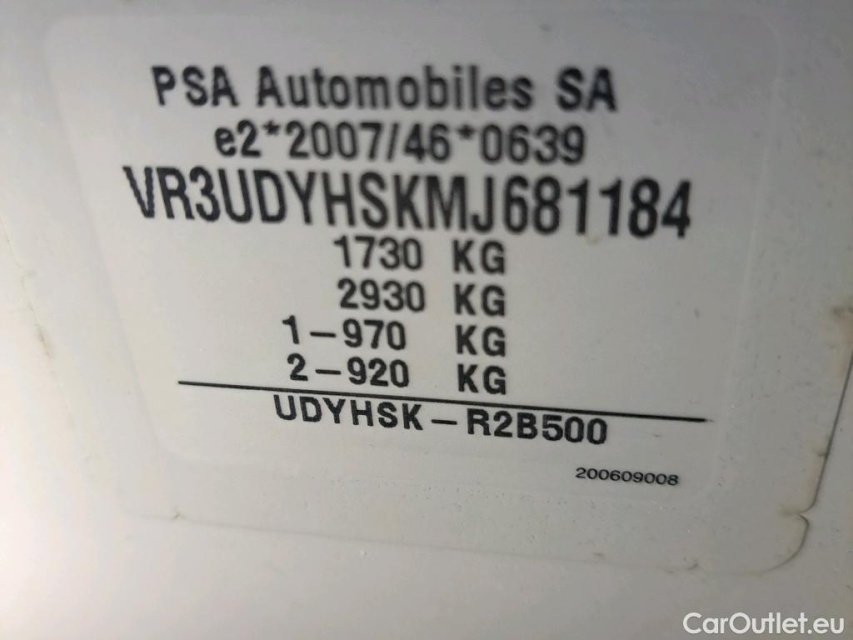 PSA Automobiles SA
e2*2007/46*0639
VR3UDYHSKMJ681184
1730 KG
2930 KG
1-970 KG
2-920 KG
UDYHSK-R2B500
200609008
CarOutlet.eu